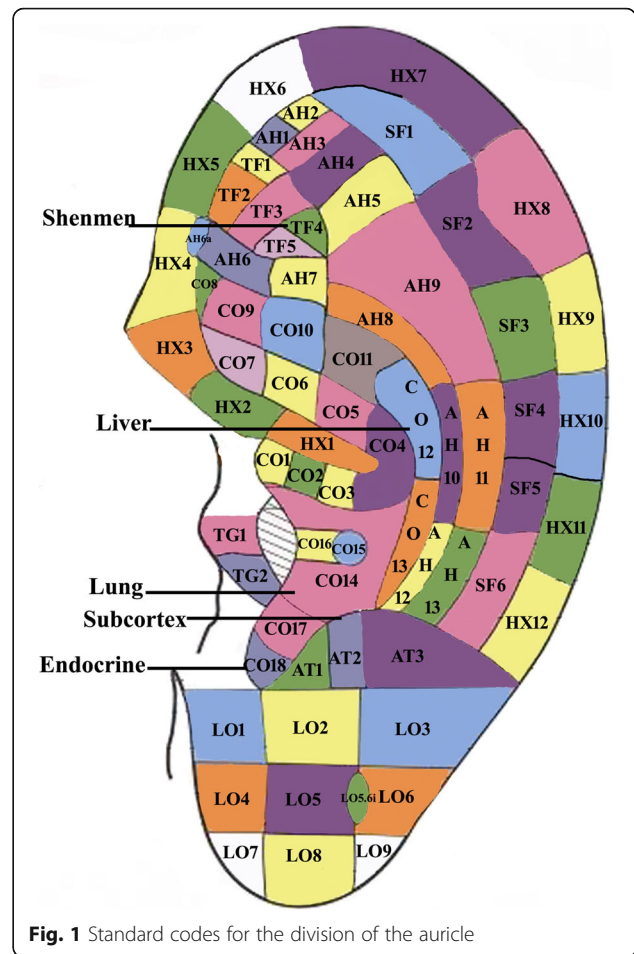 HX7
HX6
AH2
SF1
AH1
AH3
HX5
TF1
AH4
TF2
AH5
HX8
Shenmen
TF3
TF4
SF2
AH6a
TF5
HX4
AH6
AH7
AH9
CO8
CO9
CO10
AH8
SF3
HX9
HX3
CO7
CO11
CO6
C
O
12
HX2
CO5
A
H
10
A
H
11
SF4
HX10
Liver
HX1
CO4
CO1
CO2
CO3
SF5
C
O
13
A
H
12
A
H
13
HX11
TG1
CO16
CO15
TG2
CO14
SF6
Lung
HX12
Subcortex
CO17
Endocrine
CO18
AT1
AT2
AT3
LO1
LO2
LO3
LO4
LO5
LO5.6i
LO6
LO7
LO8
LO9
Fig. 1 Standard codes for the division of the auricle